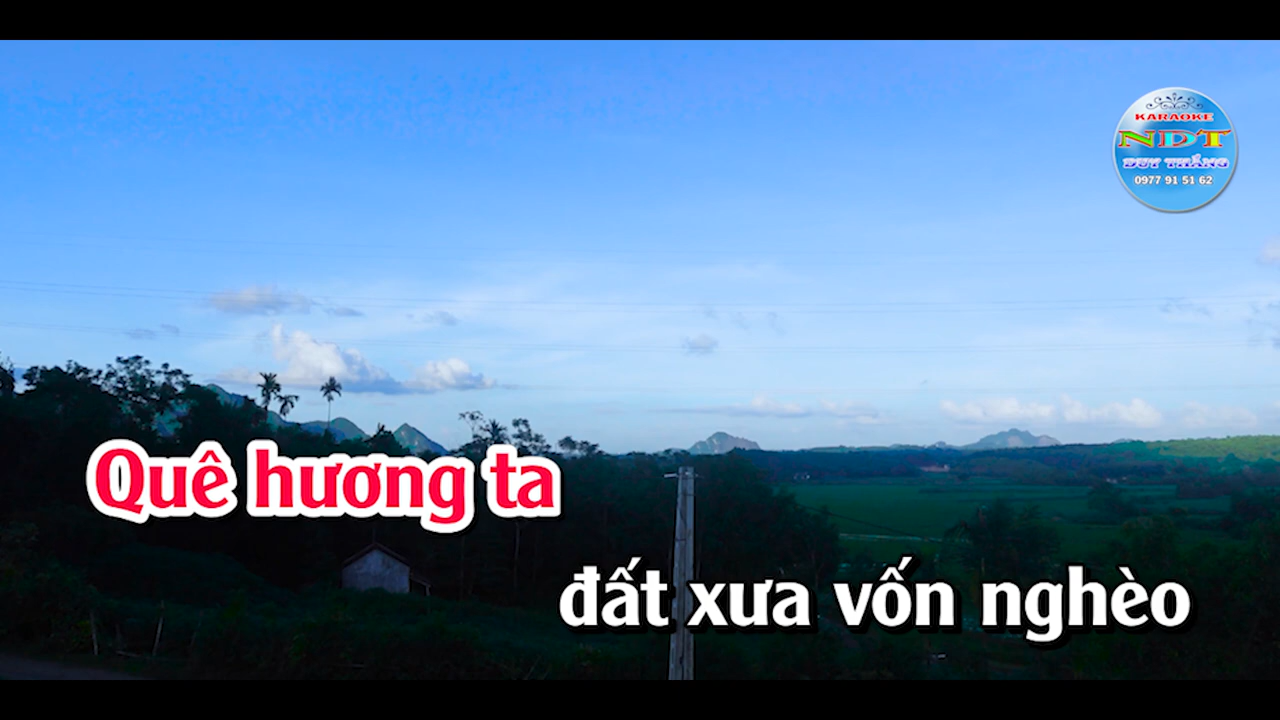 KARAOKE
NDT
DUY THẮNG
0977 91 51 62
Quê hương ta
đất xưa vốn nghèo